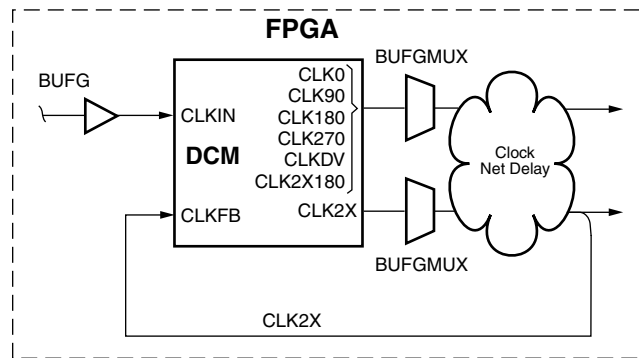 FPGA
BUFGMUX
BUFG
CLK0
CLK90
CLK180
CLK270
CLKDV
CLK2X180
CLK2X
CLKIN
DCM
CLKFB
Clock
Net Delay
BUFGMUX
CLK2X